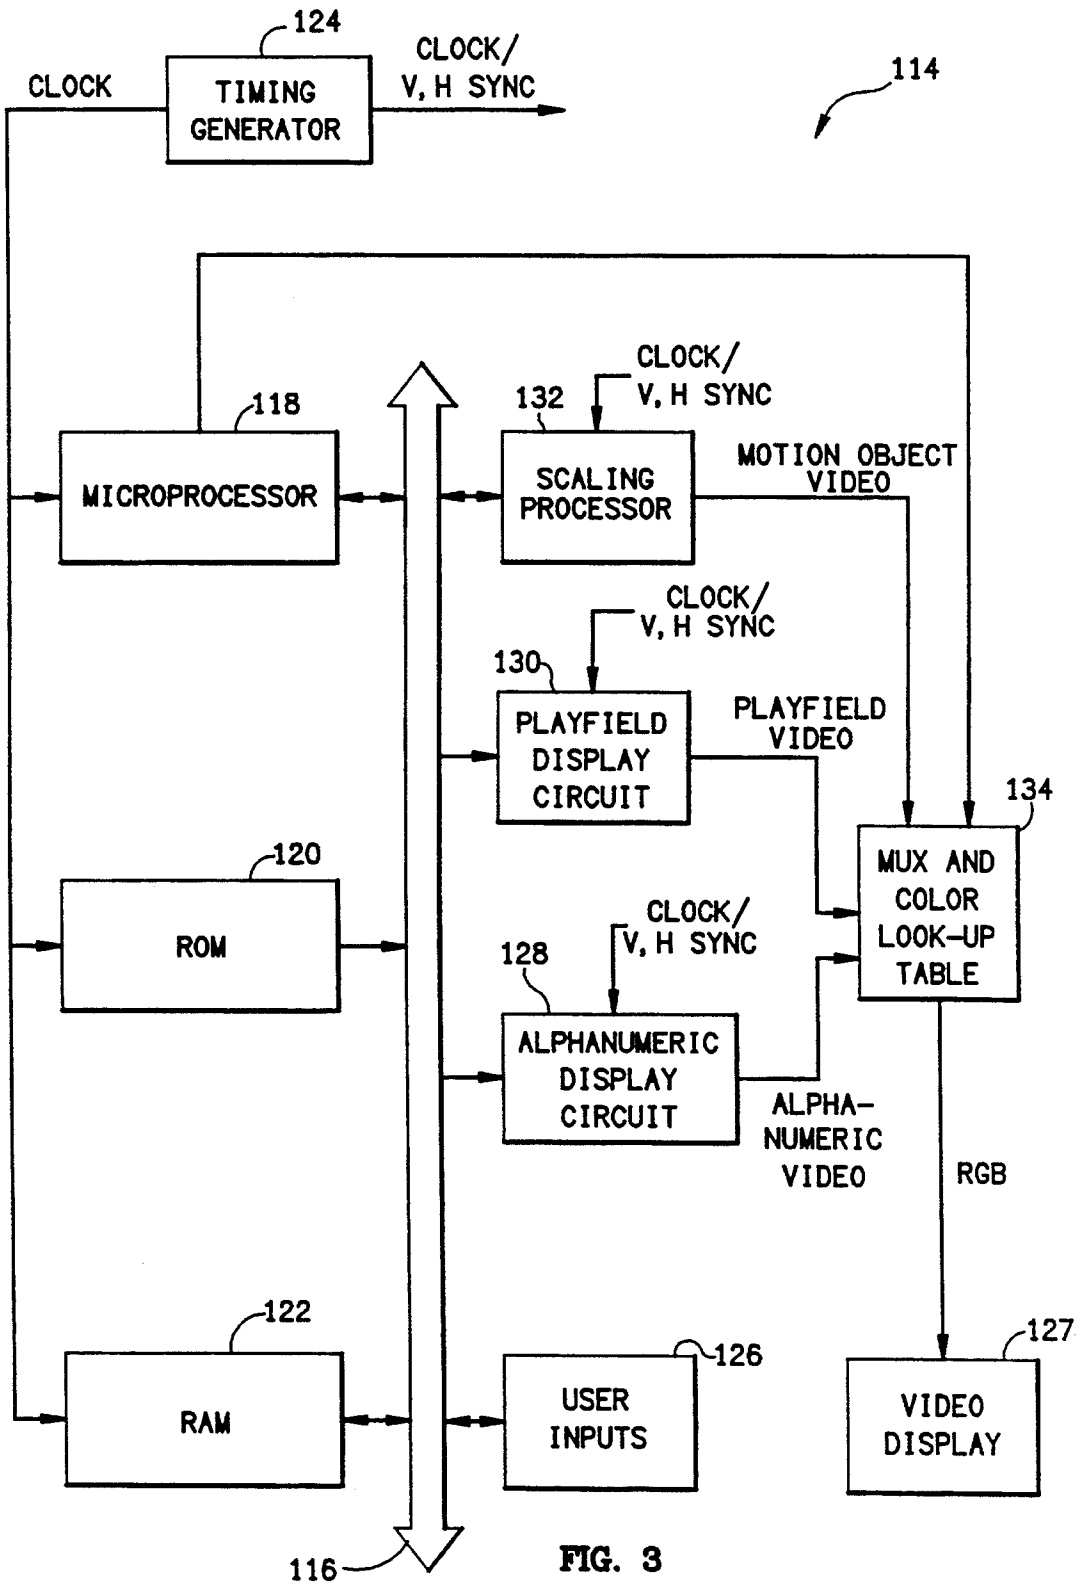 124
CLOCK/
V, H SYNC
114
CLOCK
TIMING
GENERATOR
CLOCK/
V, H SYNC
132
118
MOTION OBJECT
VIDEO
SCALING
PROCESSOR
MICROPROCESSOR
CLOCK/
V, H SYNC
130
PLAYFIELD
VIDEO
PLAYFIELD
DISPLAY
CIRCUIT
134
120
MUX AND
COLOR
LOOK-UP
TABLE
CLOCK/
V, H SYNC
ROM
128
ALPHANUMERIC
DISPLAY
CIRCUIT
ALPHA-
NUMERIC
VIDEO
RGB
122
126
127
RAM
USER
INPUTS
VIDEO
DISPLAY
116
FIG. 3